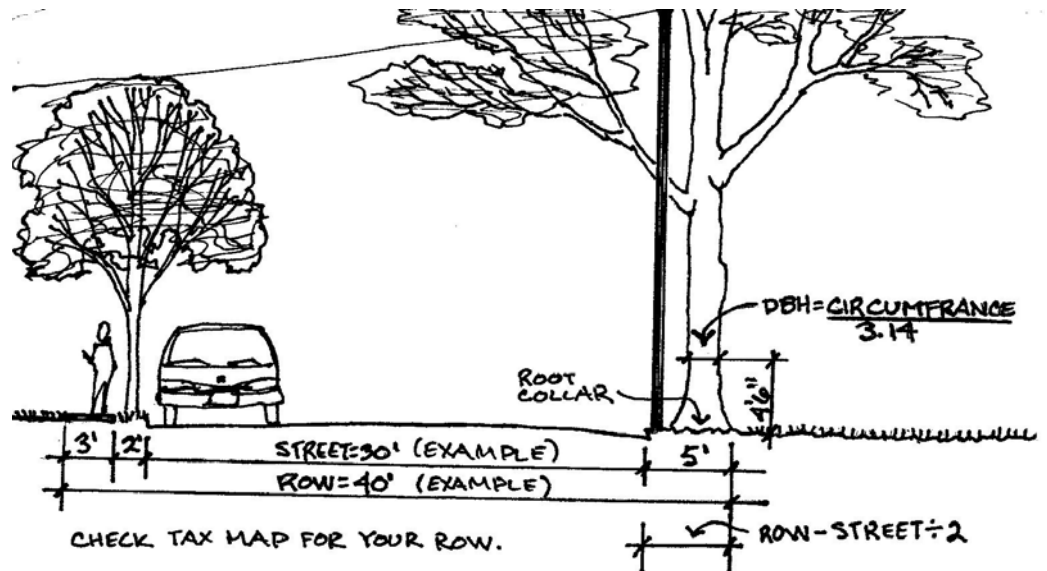 DBH=CIRCUMFRANCE
3.14
ROOT
COLLAR
4'6"
3' 2' STREET=30' (EXAMPLE) 5'
ROW=40' (EXAMPLE)
CHECK TAX MAP FOR YOUR ROW.
ROW-STREET÷2